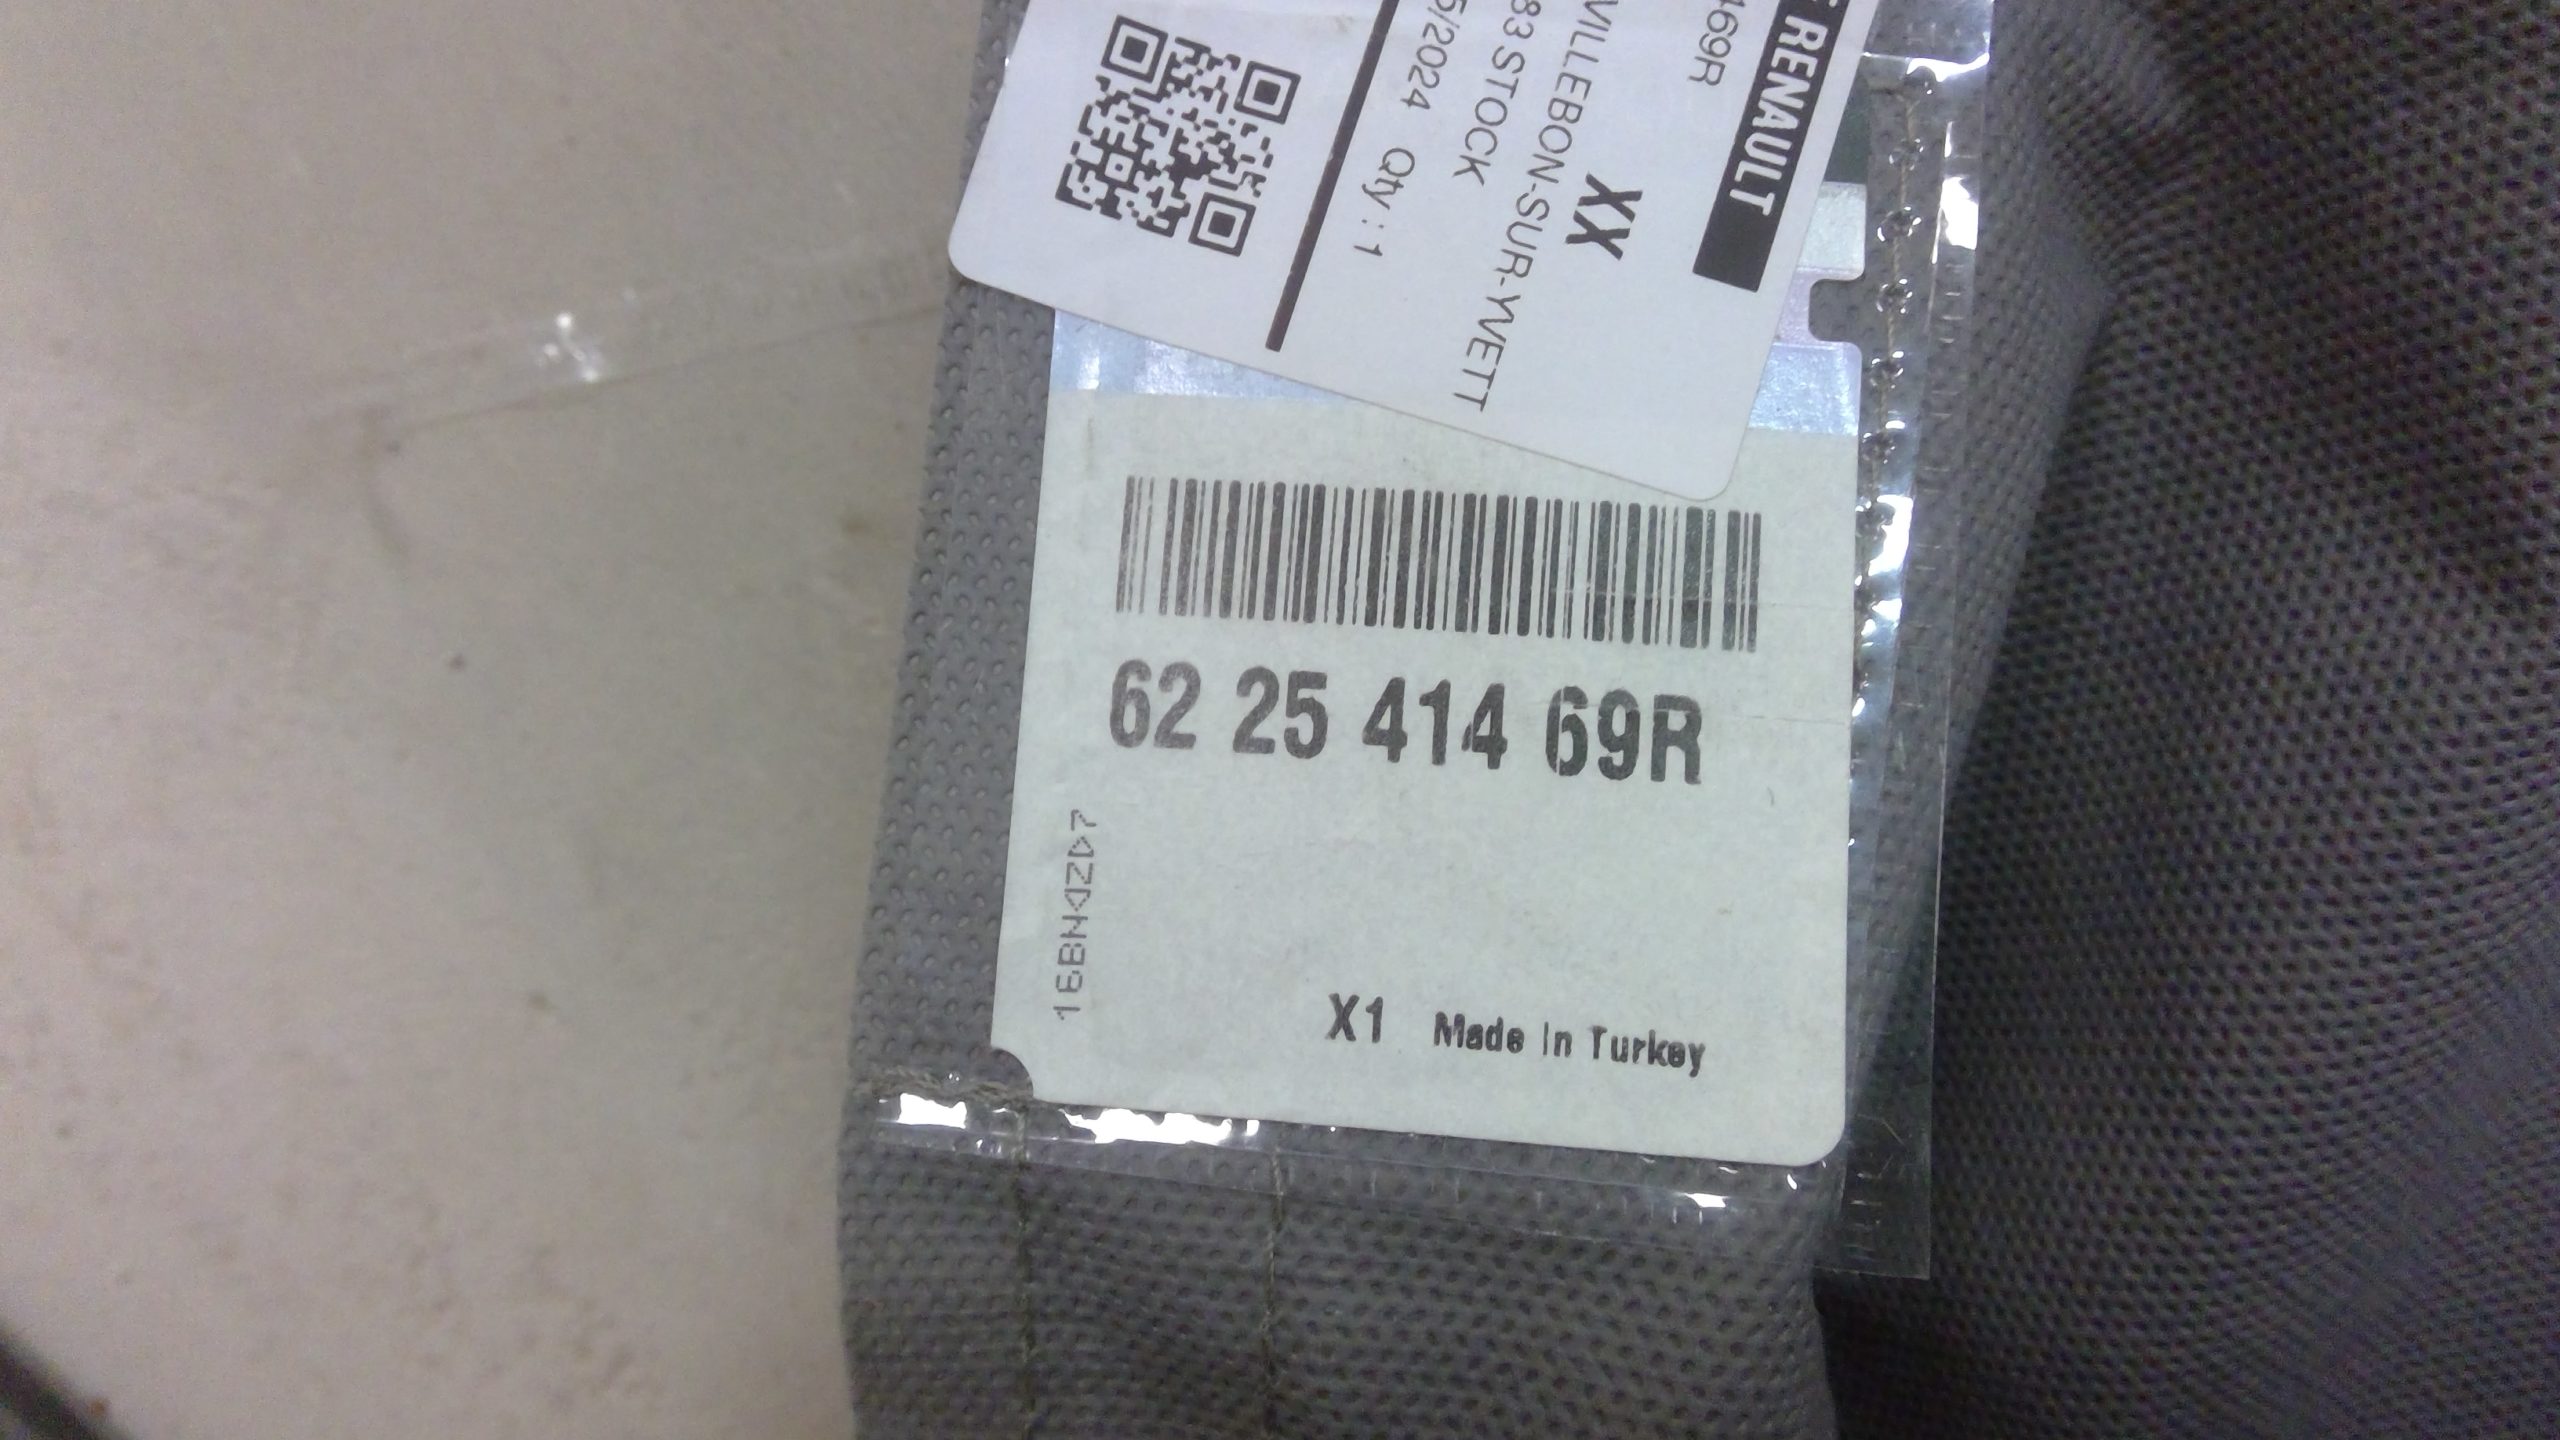 RENAULT
469R
XX
VILLEBON-SUR-YVETT
83 STOCK
5/2024 Qty : 1
62 25 414 69R
X1 Made In Turkey